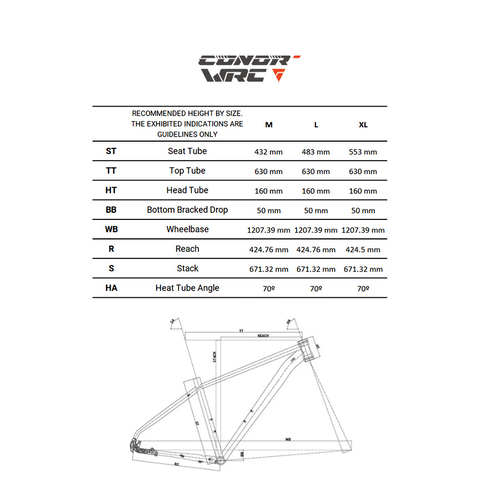 CONOR
WRC
RECOMMENDED HEIGHT BY SIZE.
THE EXHIBITED INDICATIONS ARE
GUIDELINES ONLY
M L XL
ST Seat Tube 432 mm 483 mm 553 mm
TT Top Tube 630 mm 630 mm 630 mm
HT Head Tube 160 mm 160 mm 160 mm
BB Bottom Bracked Drop 50 mm 50 mm 50 mm
WB Wheelbase 1207.39 mm 1207.39 mm 1207.39 mm
R Reach 424.76 mm 424.76 mm 424.5 mm
S Stack 671.32 mm 671.32 mm 671.32 mm
HA Heat Tube Angle 70º 70º 70º
TT
REACH
STACK
WB
BB